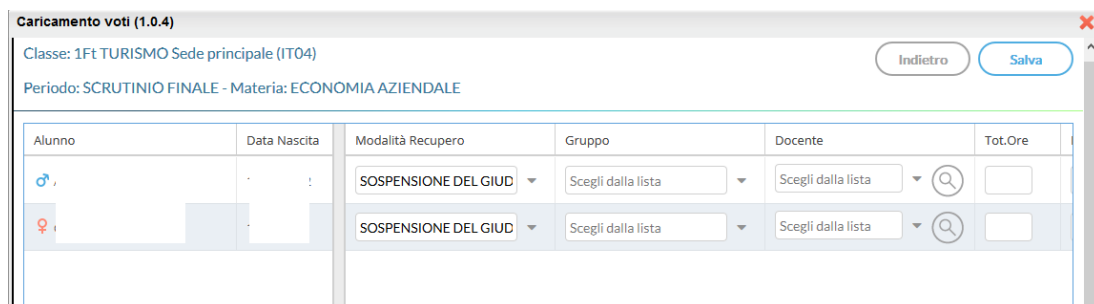 Caricamento voti (1.0.4)
Classe: 1Ft TURISMO Sede principale (IT04)
Indietro Salva
Periodo: SCRUTINIO FINALE - Materia: ECONOMIA AZIENDALE
Alunno Data Nascita Modalità Recupero Gruppo Docente Tot.Ore
SOSPENSIONE DEL GIUD Scegli dalla lista Scegli dalla lista
SOSPENSIONE DEL GIUD Scegli dalla lista Scegli dalla lista